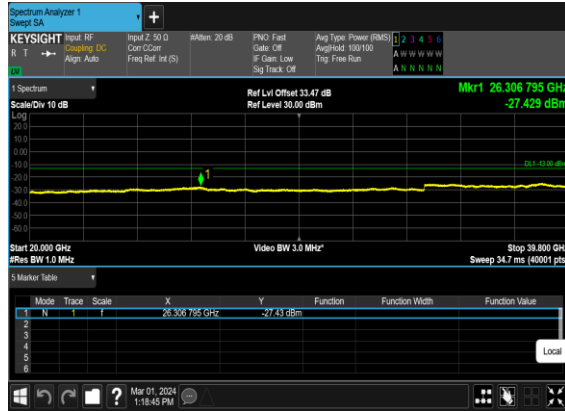 Spectrum Analyzer 1
Swept SA
+
KEYSIGHT Input: RF Input Z: 50 Ω #Atten: 20 dB PNO: Fast Avg Type: Power (RMS) 1 2 3 4 5 6
R T Coupling: DC Corr CCorr Gate: Off Avg|Hold: 100/100 A W W W W W
Align: Auto Freq Ref: Int (S) IF Gain: Low Trig: Free Run
Sig Track: Off A N N N N N
1 Spectrum Ref Lvl Offset 33.47 dB Mkr1 26.306 795 GHz
Scale/Div 10 dB Ref Level 30.00 dBm -27.429 dBm
Log
20.0
10.0
0.00
-10.0 DL1 -13.00 dBm
1
-20.0
-30.0
-40.0
-50.0
-60.0
Start 20.000 GHz Video BW 3.0 MHz* Stop 39.800 GHz
#Res BW 1.0 MHz Sweep 34.7 ms (40001 pts)
5 Marker Table
Mode Trace Scale X Y Function Function Width Function Value
1 N 1 f 26.306 795 GHz -27.43 dBm
2
3
4
5
6
Local
? Mar 01, 2024
1:18:45 PM